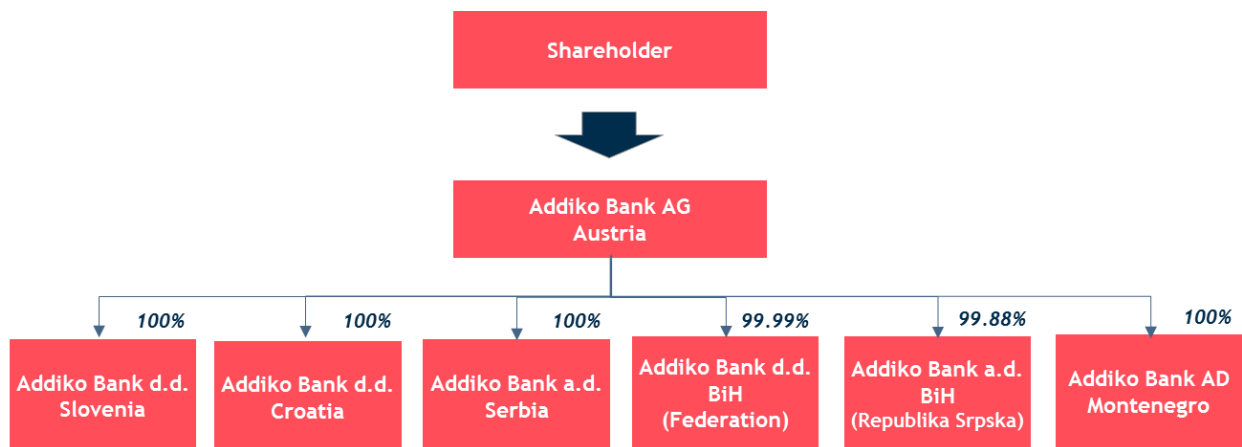 Shareholder
Addiko Bank AG
Austria
100%
100%
100%
99.99%
99.88%
100%
Addiko Bank d.d.
Slovenia
Addiko Bank d.d.
Croatia
Addiko Bank a.d.
Serbia
Addiko Bank d.d.
BiH
(Federation)
Addiko Bank a.d.
BiH
(Republika Srpska)
Addiko Bank AD
Montenegro